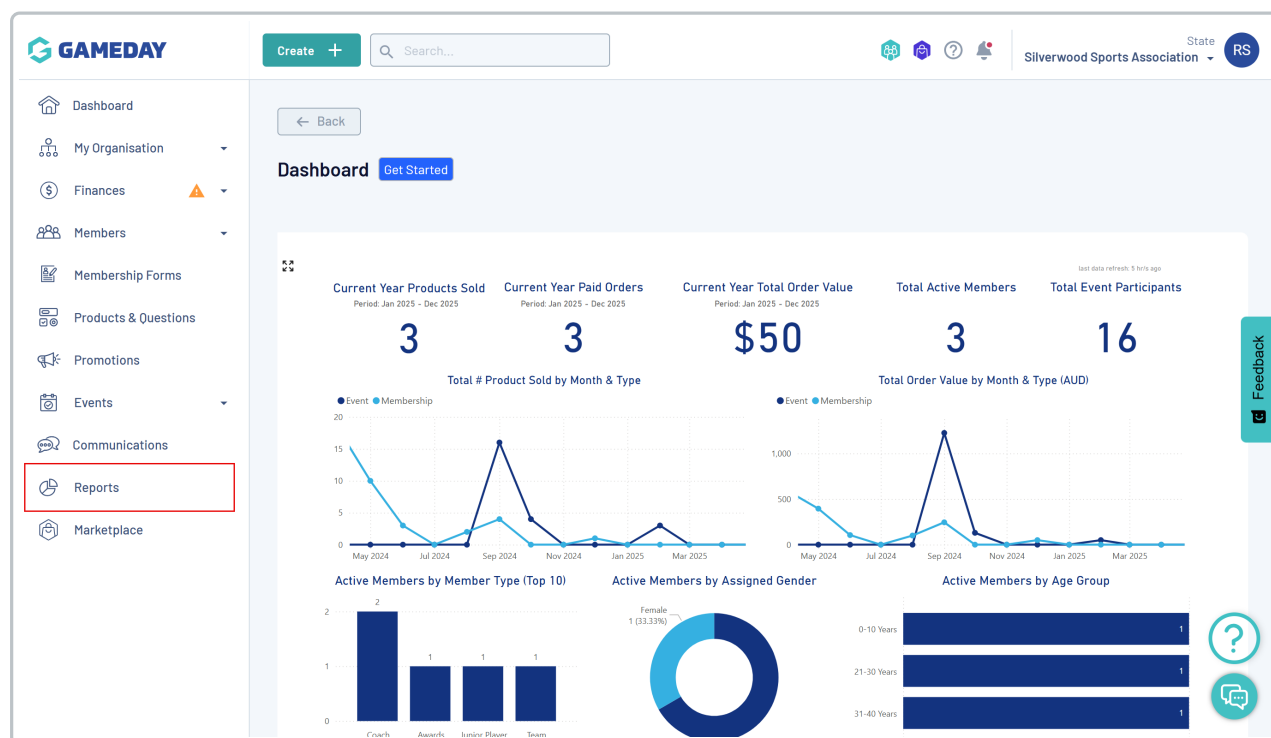 GAMEDAY
Create +
Search...
State
Silverwood Sports Association
RS
Dashboard
My Organisation
Finances
Members
Membership Forms
Products & Questions
Promotions
Events
Communications
Reports
Marketplace
← Back
Dashboard
Get Started
last data refresh: 5 hr/s ago
Current Year Products Sold
Period: Jan 2025 - Dec 2025
3
Current Year Paid Orders
Period: Jan 2025 - Dec 2025
3
Current Year Total Order Value
Period: Jan 2025 - Dec 2025
$50
Total Active Members
3
Total Event Participants
16
Total # Product Sold by Month & Type
Event Membership
20
15
10
5
0
May 2024 Jul 2024 Sep 2024 Nov 2024 Jan 2025 Mar 2025
Total Order Value by Month & Type (AUD)
Event Membership
1,000
500
0
May 2024 Jul 2024 Sep 2024 Nov 2024 Jan 2025 Mar 2025
Active Members by Member Type (Top 10)
2
1
0
2
1
1
1
Coach Awards Junior Player Team
Active Members by Assigned Gender
Female
1 (33.33%)
Active Members by Age Group
0-10 Years 1
21-30 Years 1
31-40 Years 1
Feedback
?